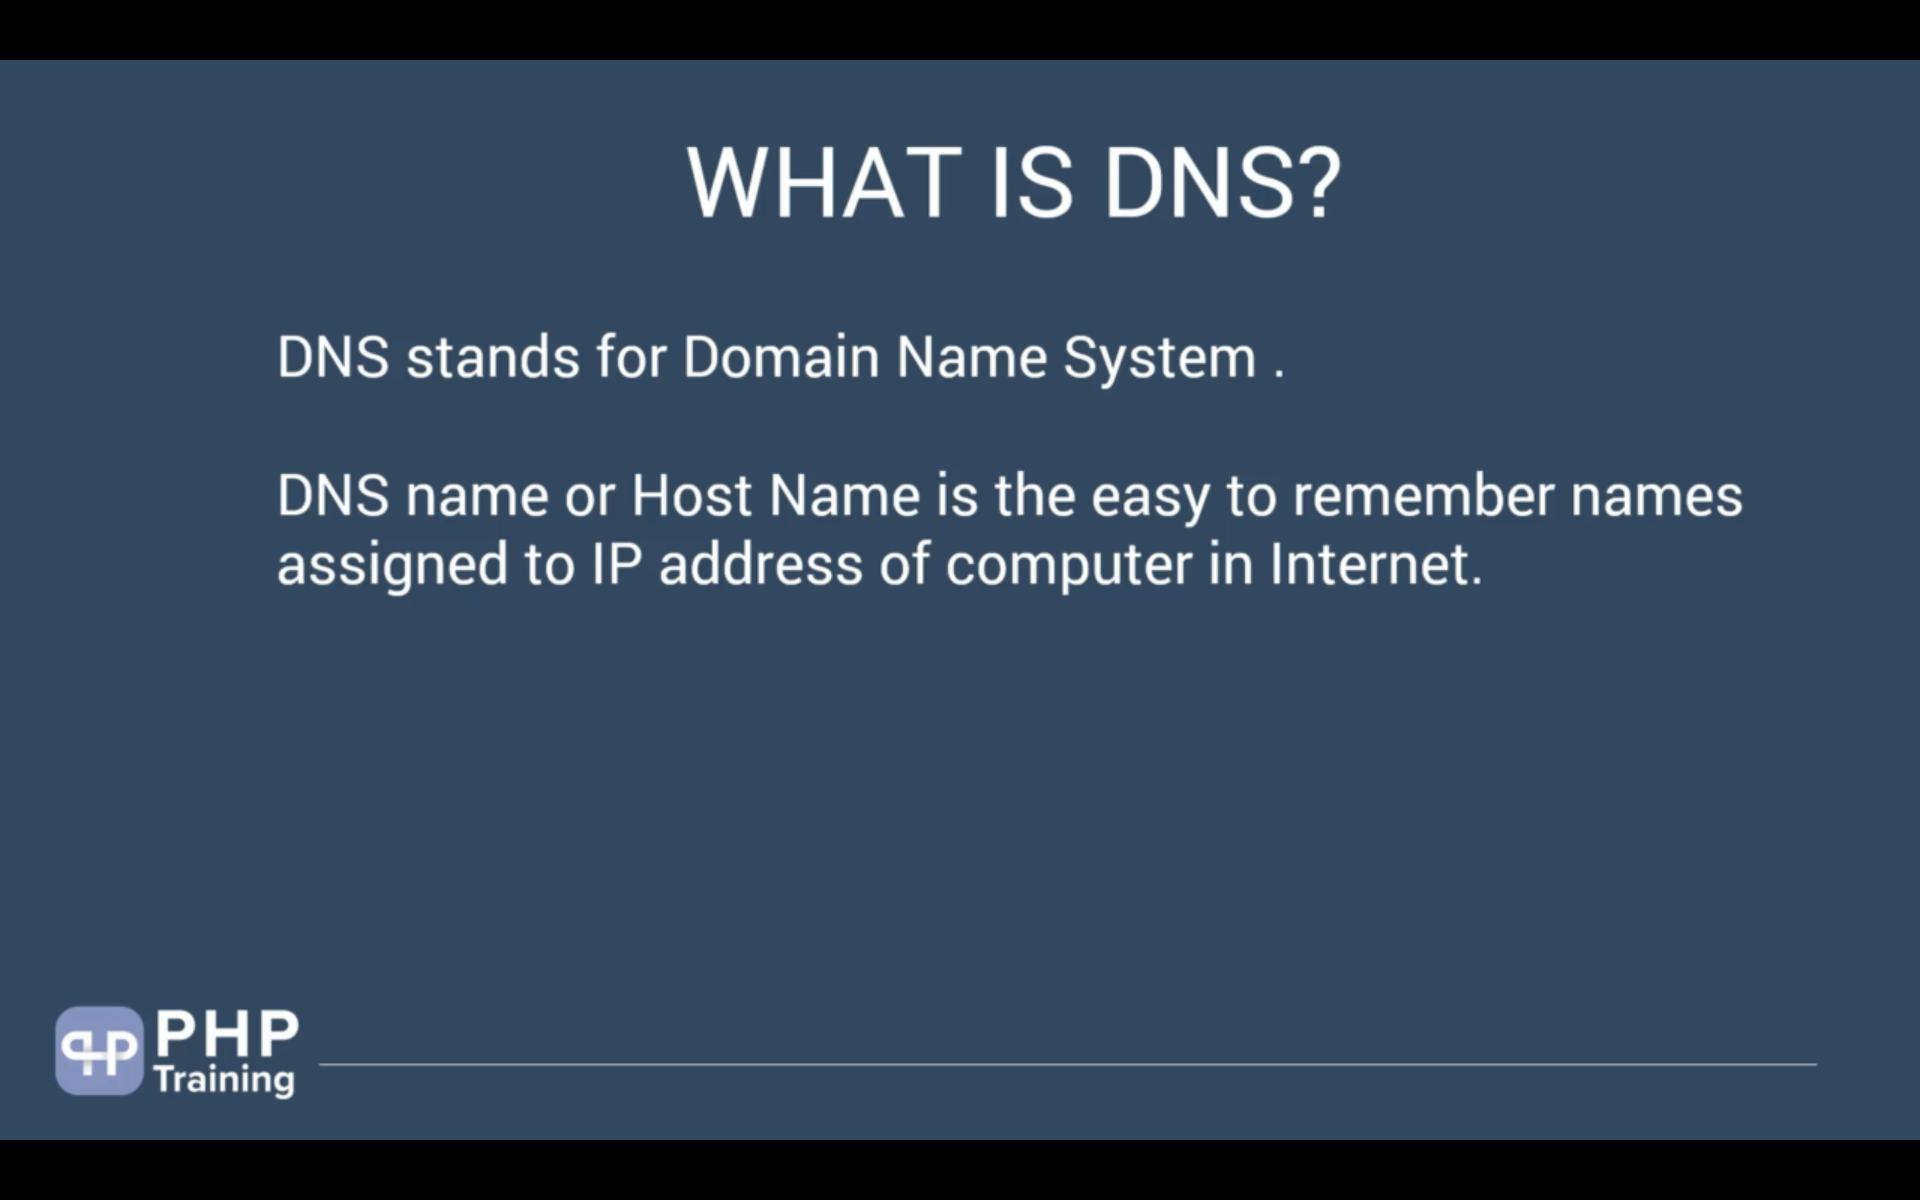 WHAT IS DNS?
DNS stands for Domain Name System .
DNS name or Host Name is the easy to remember names
assigned to IP address of computer in Internet.
PHP
Training